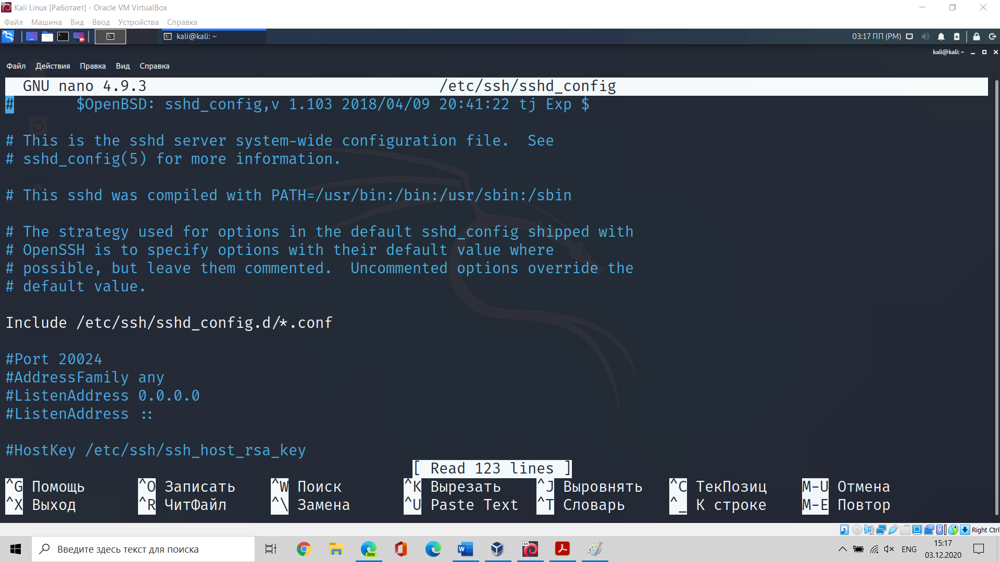 Kali Linux [Работает] - Oracle VM VirtualBox
Файл Машина Вид Ввод Устройства Справка
kali@kali: ~
03:17 ПП (PM)
kali@kali: ~
Файл Действия Правка Вид Справка
GNU nano 4.9.3 /etc/ssh/sshd_config
# $OpenBSD: sshd_config,v 1.103 2018/04/09 20:41:22 tj Exp $
# This is the sshd server system-wide configuration file. See
# sshd_config(5) for more information.
# This sshd was compiled with PATH=/usr/bin:/bin:/usr/sbin:/sbin
# The strategy used for options in the default sshd_config shipped with
# OpenSSH is to specify options with their default value where
# possible, but leave them commented. Uncommented options override the
# default value.
Include /etc/ssh/sshd_config.d/*.conf
#Port 20024
#AddressFamily any
#ListenAddress 0.0.0.0
#ListenAddress ::
#HostKey /etc/ssh/ssh_host_rsa_key
[ Read 123 lines ]
^G Помощь ^O Записать ^W Поиск ^K Вырезать ^J Выровнять ^C ТекПозиц M-U Отмена
^X Выход ^R ЧитФайл ^\ Замена ^U Paste Text ^T Словарь ^_ К строке M-E Повтор
Right Ctrl
Введите здесь текст для поиска
DEV
64
ENG
15:17
03.12.2020